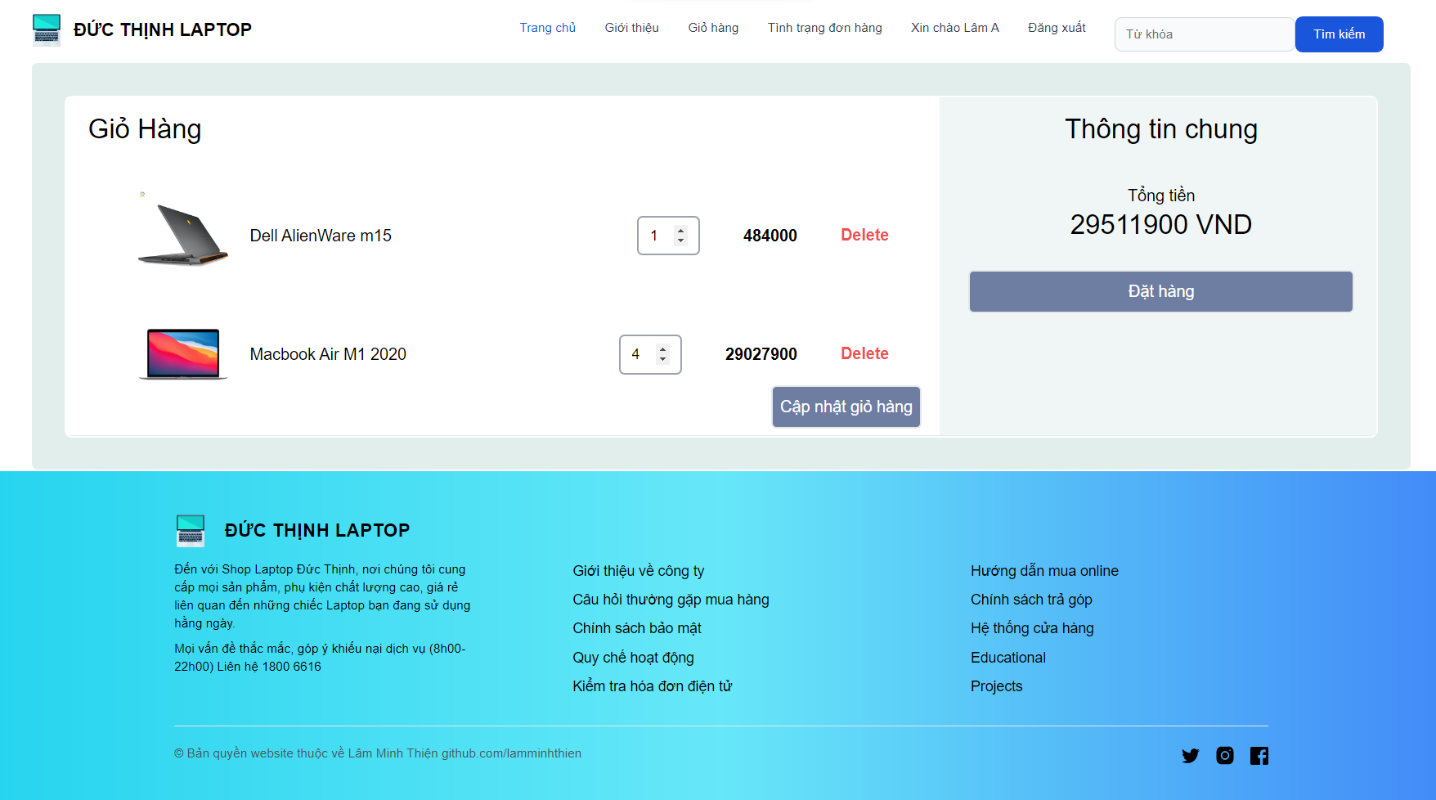 ĐỨC THỊNH LAPTOP
Trang chủ
Giới thiệu
Giỏ hàng
Tình trạng đơn hàng
Xin chào Lâm A
Đăng xuất
Từ khóa
Tìm kiếm
Giỏ Hàng
Dell AlienWare m15
1
484000
Delete
Macbook Air M1 2020
4
29027900
Delete
Cập nhật giỏ hàng
Thông tin chung
Tổng tiền
29511900 VND
Đặt hàng
ĐỨC THỊNH LAPTOP
Đến với Shop Laptop Đức Thịnh, nơi chúng tôi cung
cấp mọi sản phẩm, phụ kiện chất lượng cao, giá rẻ
liên quan đến những chiếc Laptop bạn đang sử dụng
hằng ngày.
Mọi vấn đề thắc mắc, góp ý khiếu nại dịch vụ (8h00-
22h00) Liên hệ 1800 6616
Giới thiệu về công ty
Câu hỏi thường gặp mua hàng
Chính sách bảo mật
Quy chế hoạt động
Kiểm tra hóa đơn điện tử
Hướng dẫn mua online
Chính sách trả góp
Hệ thống cửa hàng
Educational
Projects
© Bản quyền website thuộc về Lâm Minh Thiện github.com/lamminhthien